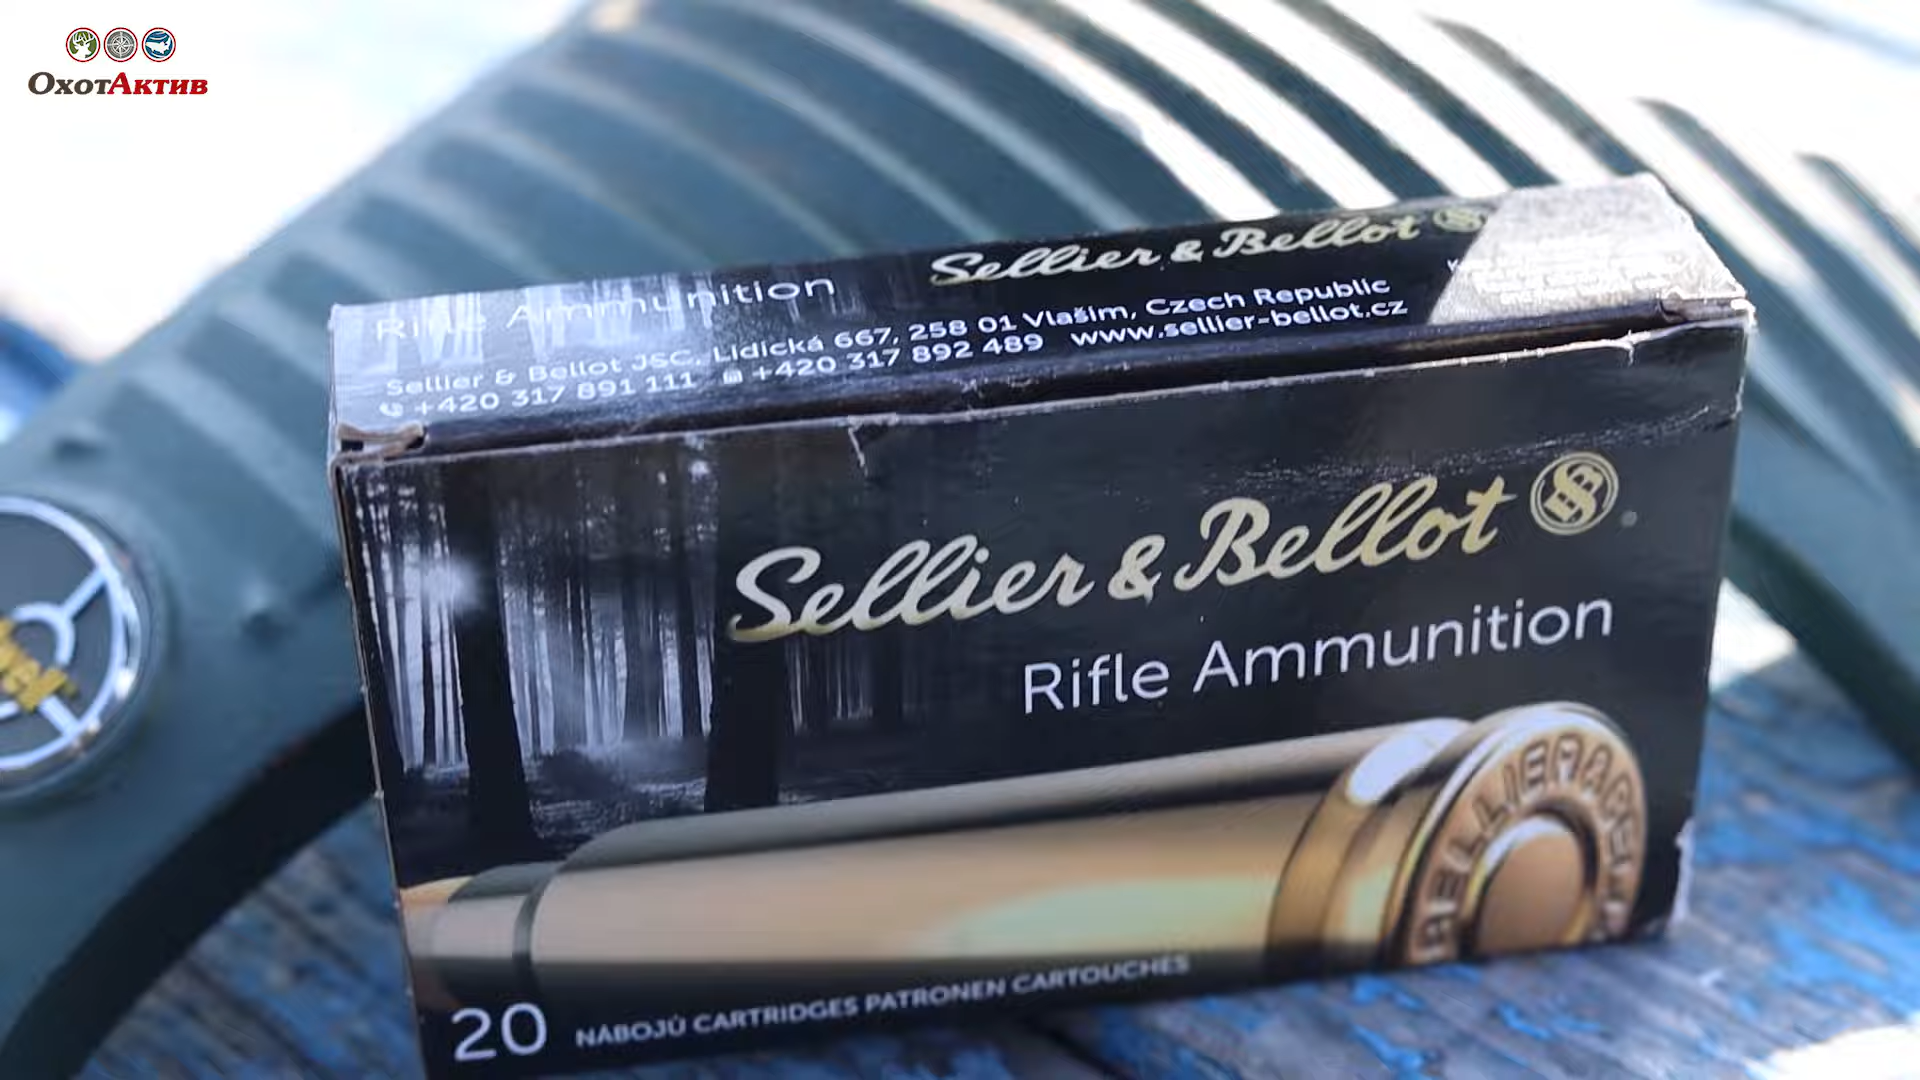 ОхотАктив
Rifle Ammunition
Sellier & Bellot
Sellier & Bellot JSC, Lidická 667, 258 01 Vlašim, Czech Republic
+420 317 891 111 +420 317 892 489 www.sellier-bellot.cz
Sellier & Bellot
Rifle Ammunition
SELLIER & BELL
20 NÁBOJŮ CARTRIDGES PATRONEN CARTOUCHES